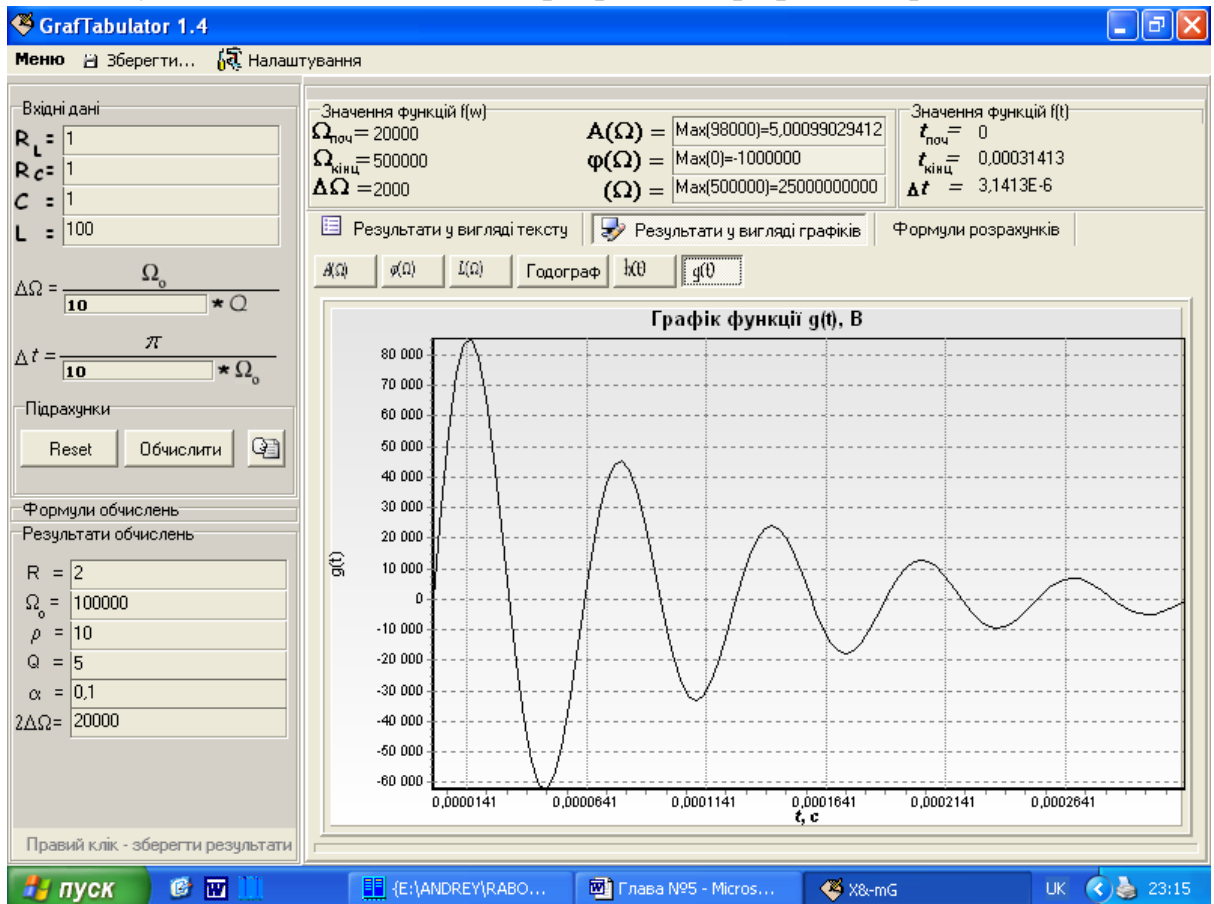 GrafTabulator 1.4
Меню Зберегти... Налаштування
Вхідні дані
R L = 1
R C = 1
C = 1
L = 100
ΔΩ = Ωo / 10 * Q
Δt = π / 10 * Ωo
Підрахунки
Reset Обчислити
Формули обчислень
Результати обчислень
R = 2
Ωo = 100000
ρ = 10
Q = 5
α = 0,1
2ΔΩ= 20000
Правий клік - зберегти результати
Значення функцій f(w)
Ωпоч = 20000 A(Ω) = Max(98000)=5,00099029412
Ωкінц = 500000 φ(Ω) = Max(0)=-1000000
ΔΩ =2000 (Ω) = Max(500000)=25000000000
Значення функцій f(t)
tпоч = 0
tкінц = 0,00031413
Δt = 3,1413E-6
Результати у вигляді тексту Результати у вигляді графіків Формули розрахунків
A(Ω) φ(Ω) L(Ω) Годограф h(t) g(t)
Графік функції g(t), В
80 000
70 000
60 000
50 000
40 000
30 000
20 000
10 000
0
-10 000
-20 000
-30 000
-40 000
-50 000
-60 000
g(t)
0,0000141 0,0000641 0,0001141 0,0001641 0,0002141 0,0002641
t, c
пуск {E:\ANDREY\RABO... Глава №5 - Micros... X&-mG UK 23:15